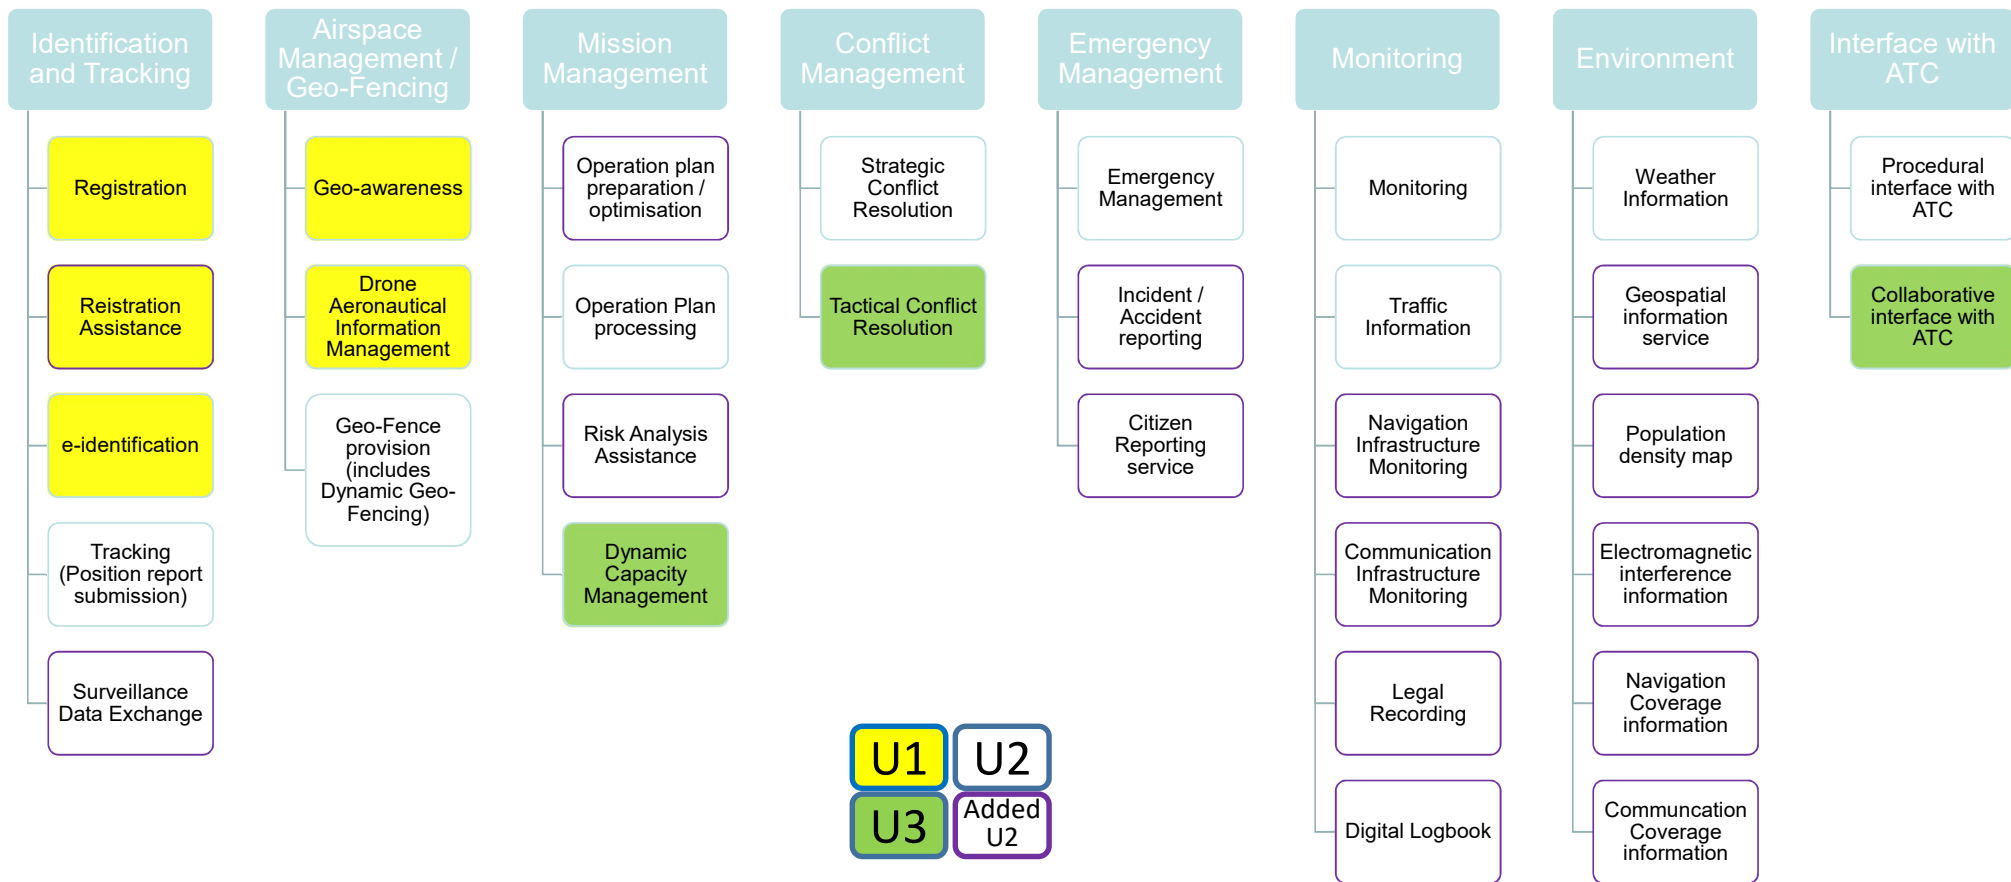 Identification
and Tracking
Registration
Reistration
Assistance
e-identification
Tracking
(Position report
submission)
Surveillance
Data Exchange
Airspace
Management /
Geo-Fencing
Geo-awareness
Drone
Aeronautical
Information
Management
Geo-Fence
provision
(includes
Dynamic Geo-
Fencing)
Mission
Management
Operation plan
preparation /
optimisation
Operation Plan
processing
Risk Analysis
Assistance
Dynamic
Capacity
Management
Conflict
Management
Strategic
Conflict
Resolution
Tactical Conflict
Resolution
Emergency
Management
Emergency
Management
Incident /
Accident
reporting
Citizen
Reporting
service
Monitoring
Monitoring
Traffic
Information
Navigation
Infrastructure
Monitoring
Communication
Infrastructure
Monitoring
Legal
Recording
Digital Logbook
Environment
Weather
Information
Geospatial
information
service
Population
density map
Electromagnetic
interference
information
Navigation
Coverage
information
Communcation
Coverage
information
Interface with
ATC
Procedural
interface with
ATC
Collaborative
interface with
ATC
U1
U2
U3
Added
U2